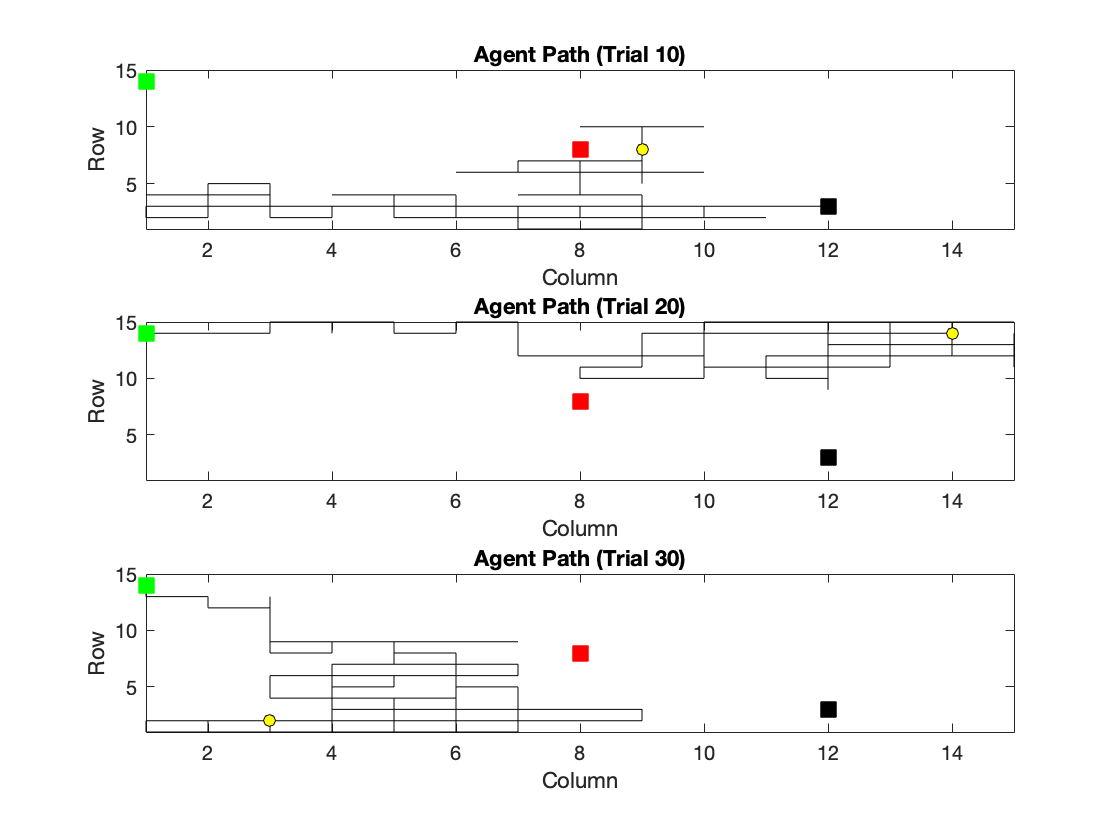 Agent Path (Trial 10)
15
10
5
Row
2 4 6 8 10 12 14
Column
Agent Path (Trial 20)
15
10
5
Row
2 4 6 8 10 12 14
Column
Agent Path (Trial 30)
15
10
5
Row
2 4 6 8 10 12 14
Column